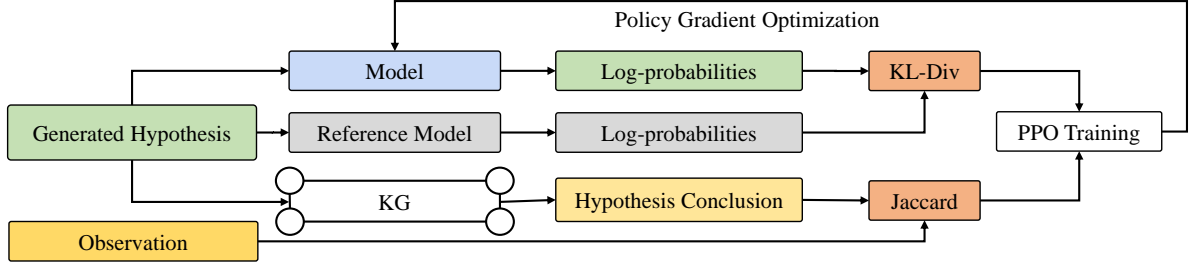 Policy Gradient Optimization
Model
Log-probabilities
KL-Div
Generated Hypothesis
Reference Model
Log-probabilities
PPO Training
KG
Hypothesis Conclusion
Jaccard
Observation